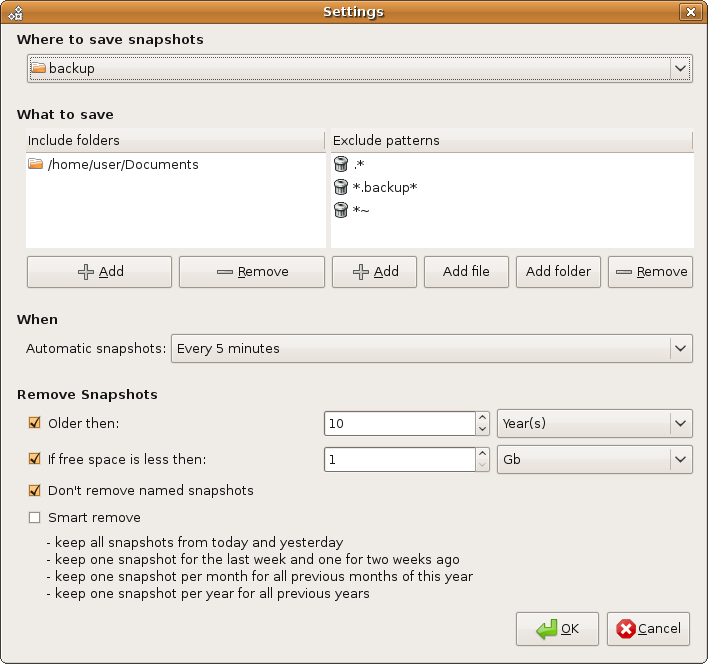 Settings
Where to save snapshots
backup
What to save
Include folders
Exclude patterns
/home/user/Documents
.*
*.backup*
*~
Add
Remove
Add
Add file
Add folder
Remove
When
Automatic snapshots:
Every 5 minutes
Remove Snapshots
Older then:
10
Year(s)
If free space is less then:
1
Gb
Don't remove named snapshots
Smart remove
- keep all snapshots from today and yesterday
- keep one snapshot for the last week and one for two weeks ago
- keep one snapshot per month for all previous months of this year
- keep one snapshot per year for all previous years
OK
Cancel